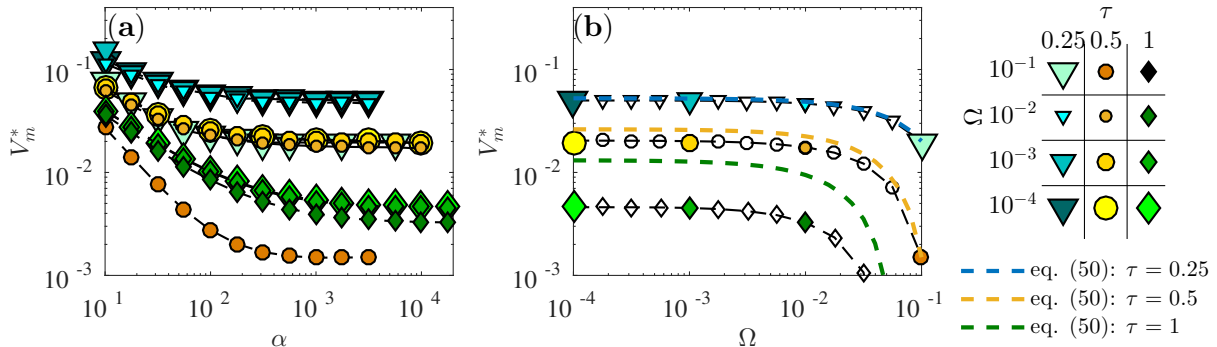 (a)
V*m
10^-1
10^-2
10^-3
10^1 10^2 10^3 10^4
α
(b)
V*m
10^-1
10^-2
10^-3
10^-4 10^-3 10^-2 10^-1
Ω
τ
0.25 0.5 1
10^-1
Ω 10^-2
10^-3
10^-4
eq. (50): τ = 0.25
eq. (50): τ = 0.5
eq. (50): τ = 1